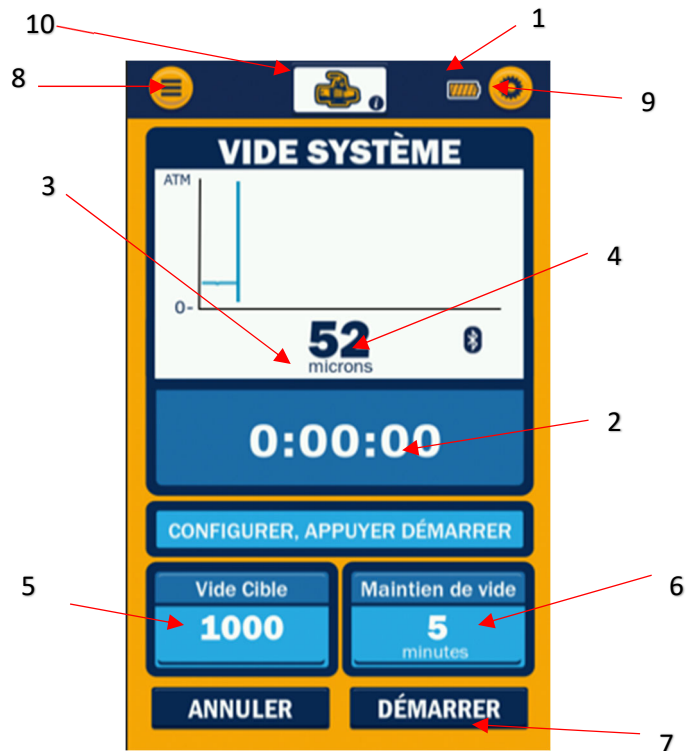 10
1
8
9
VIDE SYSTÈME
ATM
3
4
0-
52
microns
0:00:00
2
CONFIGURER, APPUYER DÉMARRER
5
Vide Cible
Maintien de vide
6
1000
5
minutes
ANNULER
DÉMARRER
7